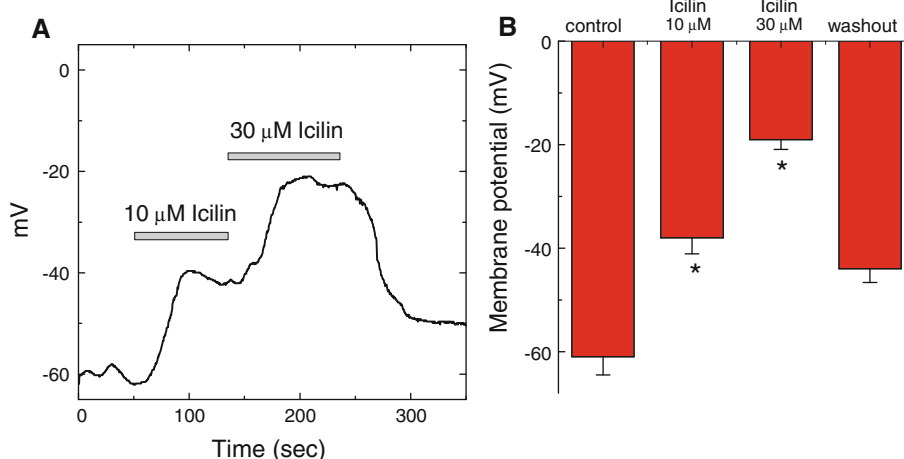 A
0
-20
-40
-60
mV
30 μM Icilin
10 μM Icilin
0
100
200
300
Time (sec)
B
control
Icilin
10 μM
Icilin
30 μM
washout
0
-20
-40
-60
Membrane potential (mV)
*
*